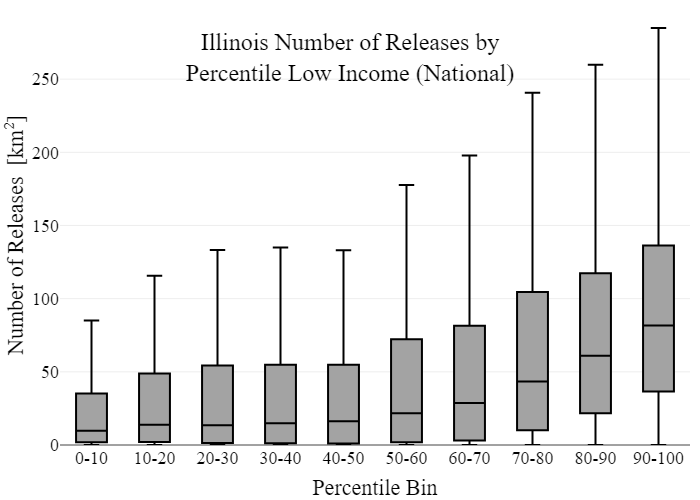 Illinois Number of Releases by
Percentile Low Income (National)
Number of Releases [km²]
250
200
150
100
50
0
0-10 10-20 20-30 30-40 40-50 50-60 60-70 70-80 80-90 90-100
Percentile Bin